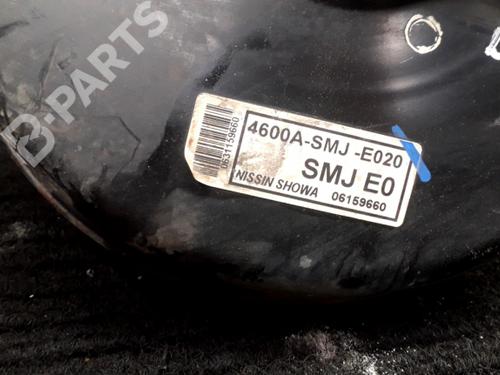 B-PARTS
4600A-SMJ -E020
SMJ E0
NISSIN SHOWA 06159660
0631159660